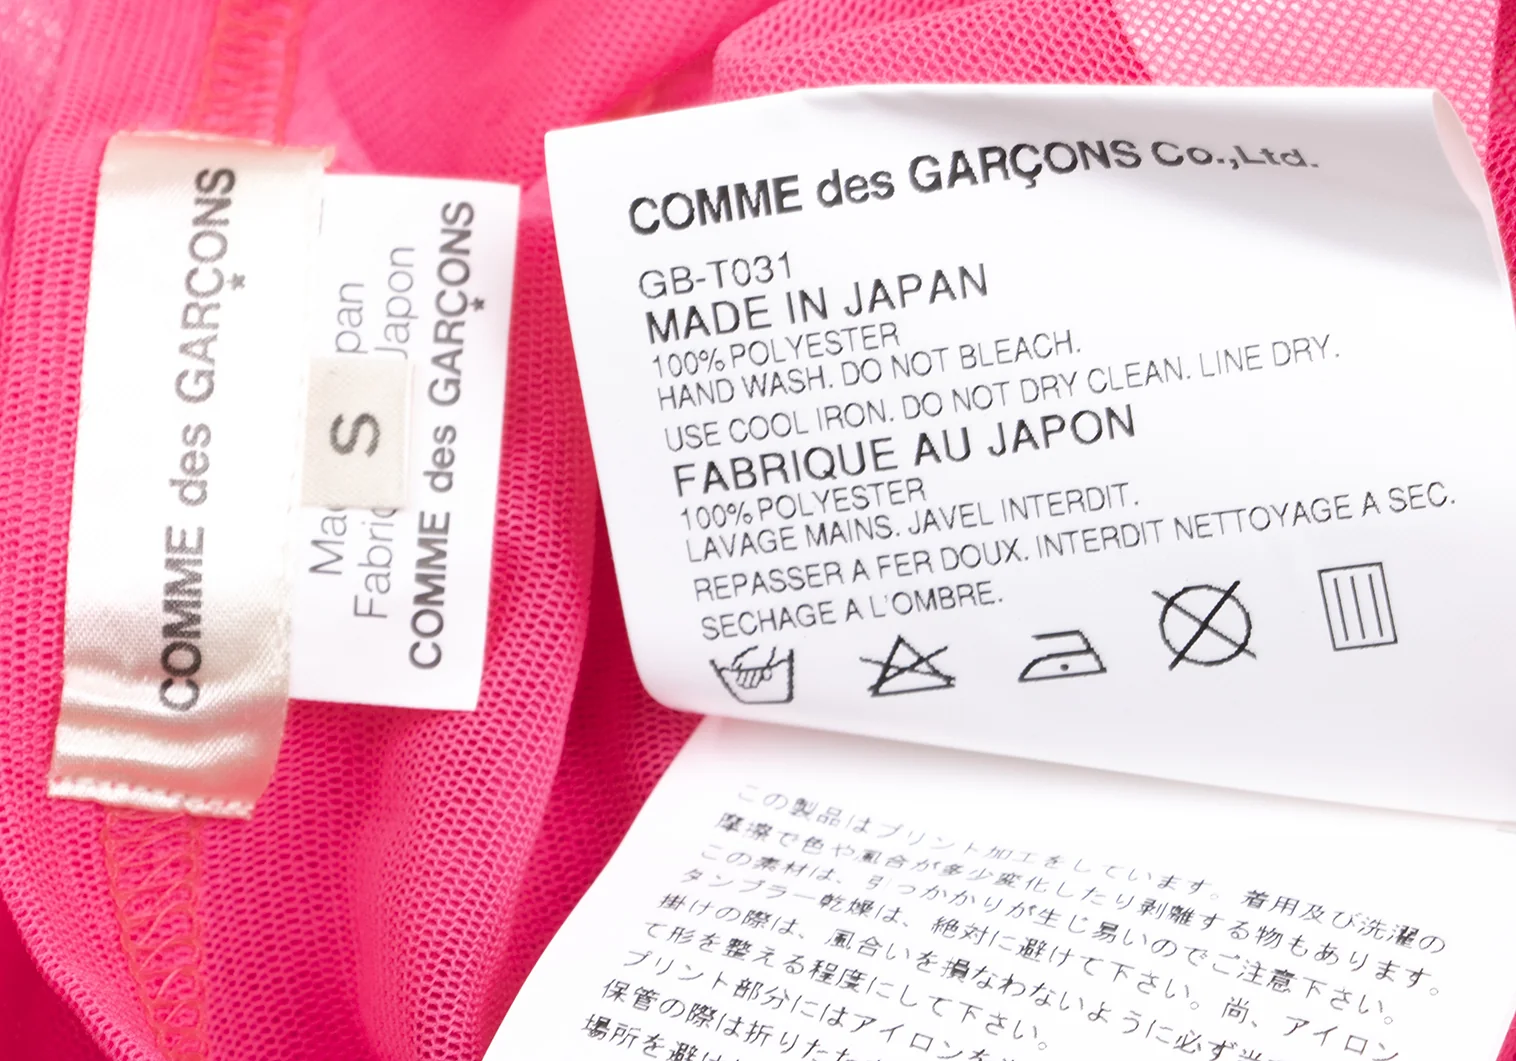 COMME des GARÇONS
S
COMME des GARÇONS
COMME des GARÇONS Co.,Ltd.
GB-T031
MADE IN JAPAN
100% POLYESTER
HAND WASH. DO NOT BLEACH.
USE COOL IRON. DO NOT DRY CLEAN. LINE DRY.
FABRIQUE AU JAPON
100% POLYESTER
LAVAGE MAINS. JAVEL INTERDIT.
REPASSER A FER DOUX. INTERDIT NETTOYAGE A SEC.
SECHAGE A L'OMBRE.
この製品はプリント加工をしています。着用及び洗濯の
摩擦で色や風合が多少変化したり剥離する物もあります。
この素材は、引っかかりが生じ易いのでご注意下さい。
タンブラー乾燥は、絶対に避けて下さい。尚、アイロン
掛けの際は、風合いを損なわないように必ず当
て形を整える程度にして下さい。
プリント部分にはアイロンを
保管の際は折りたた
場所を避け